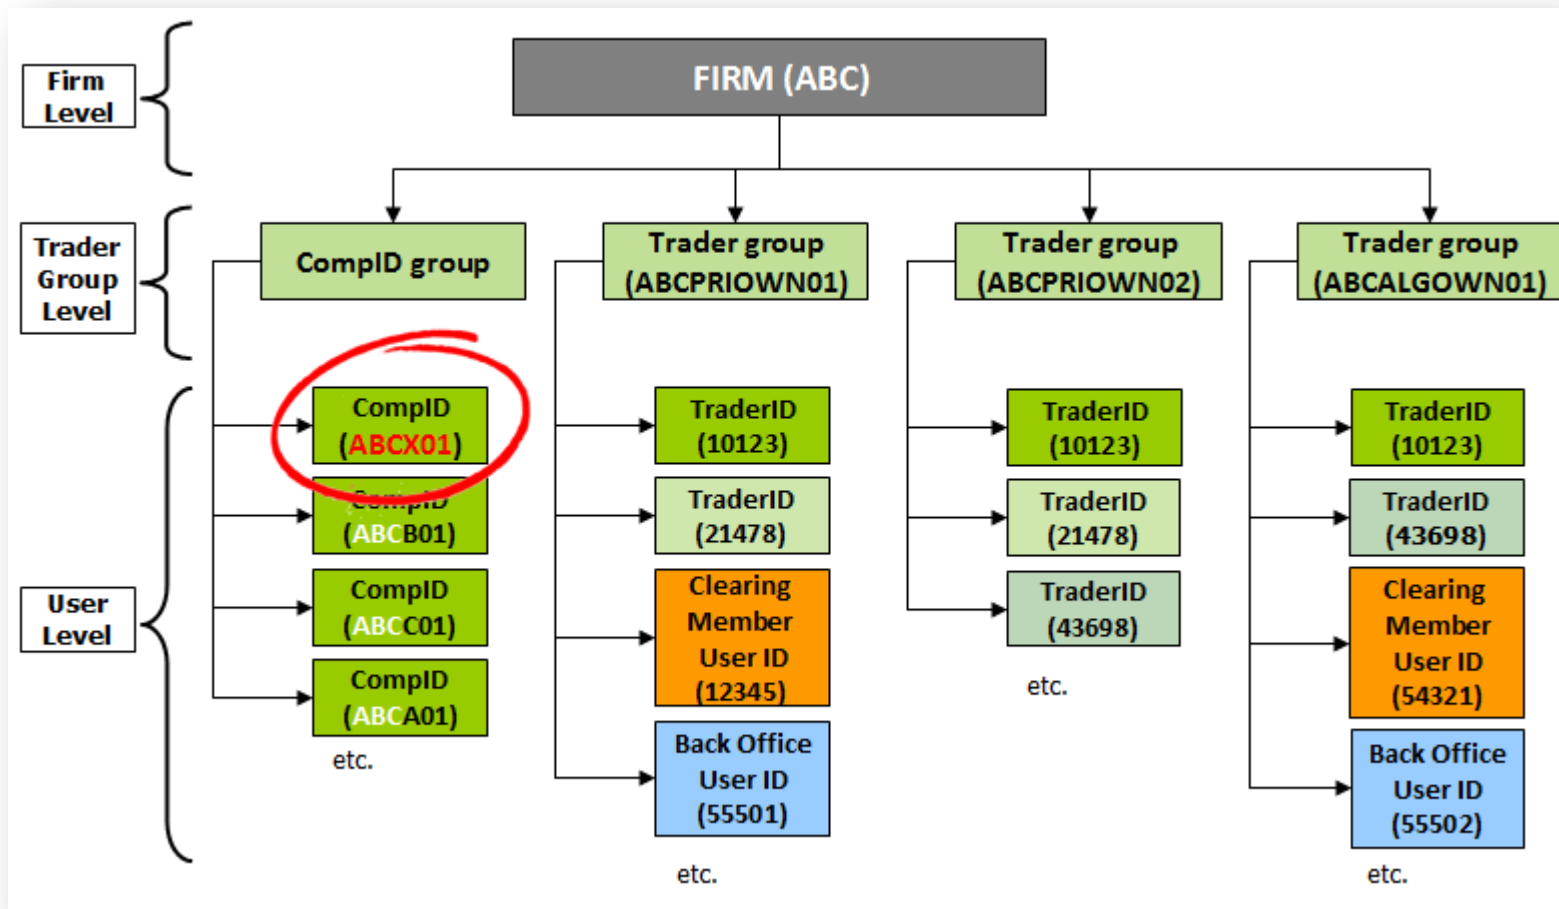 Firm
Level
FIRM (ABC)
Trader
Group
Level
CompID group
Trader group
(ABCPRIOWN01)
Trader group
(ABCPRIOWN02)
Trader group
(ABCALGOWN01)
User
Level
CompID
(ABCX01)
CompID
(ABCB01)
CompID
(ABCC01)
CompID
(ABCA01)
etc.
TraderID
(10123)
TraderID
(21478)
Clearing
Member
User ID
(12345)
Back Office
User ID
(55501)
etc.
TraderID
(10123)
TraderID
(21478)
TraderID
(43698)
etc.
TraderID
(10123)
TraderID
(43698)
Clearing
Member
User ID
(54321)
Back Office
User ID
(55502)
etc.